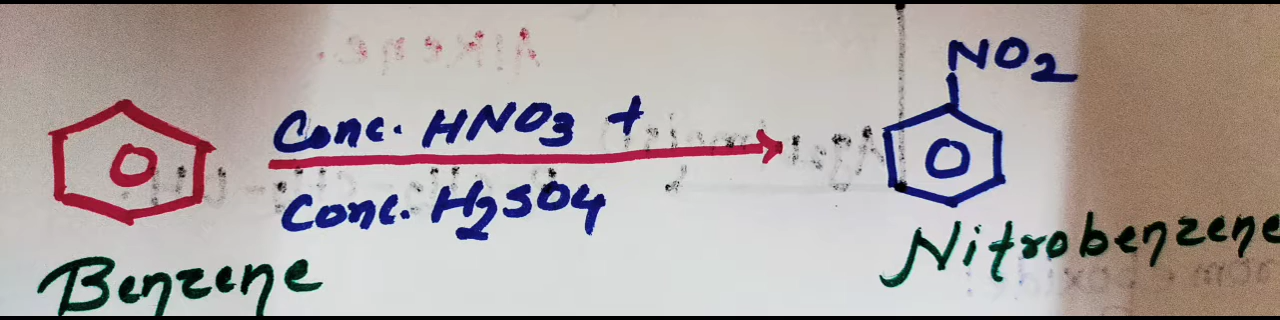 NO2
Conc. HNO3 +
Conc. H2SO4
Benzene
Nitrobenzene